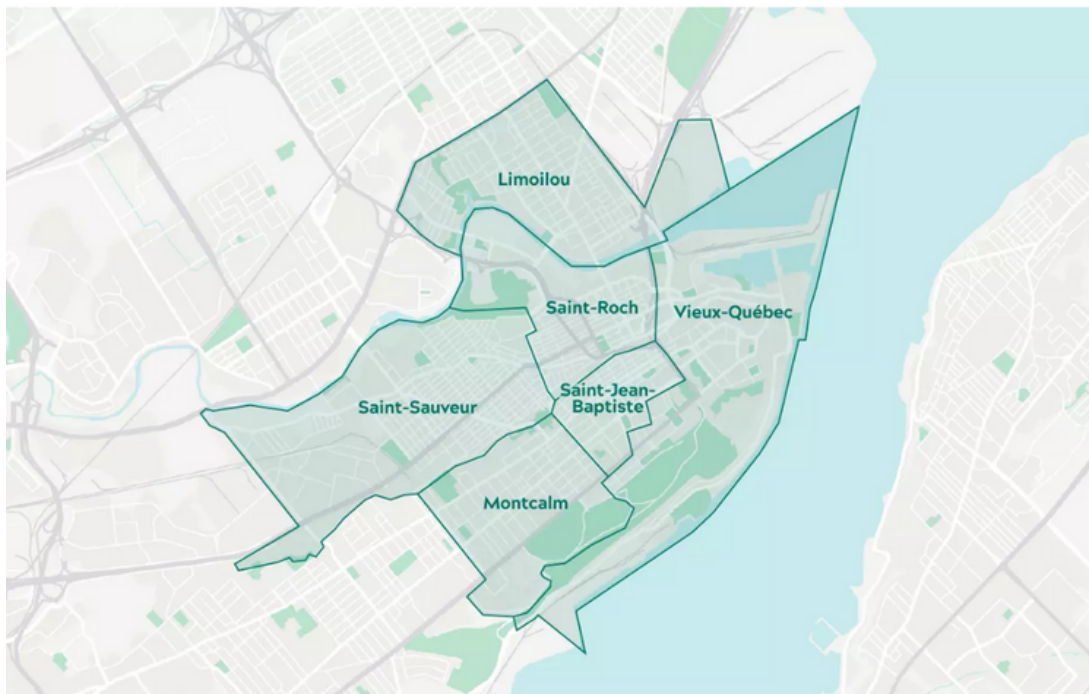 Limoilou
Saint-Roch
Vieux-Québec
Saint-Jean-
Baptiste
Saint-Sauveur
Montcalm